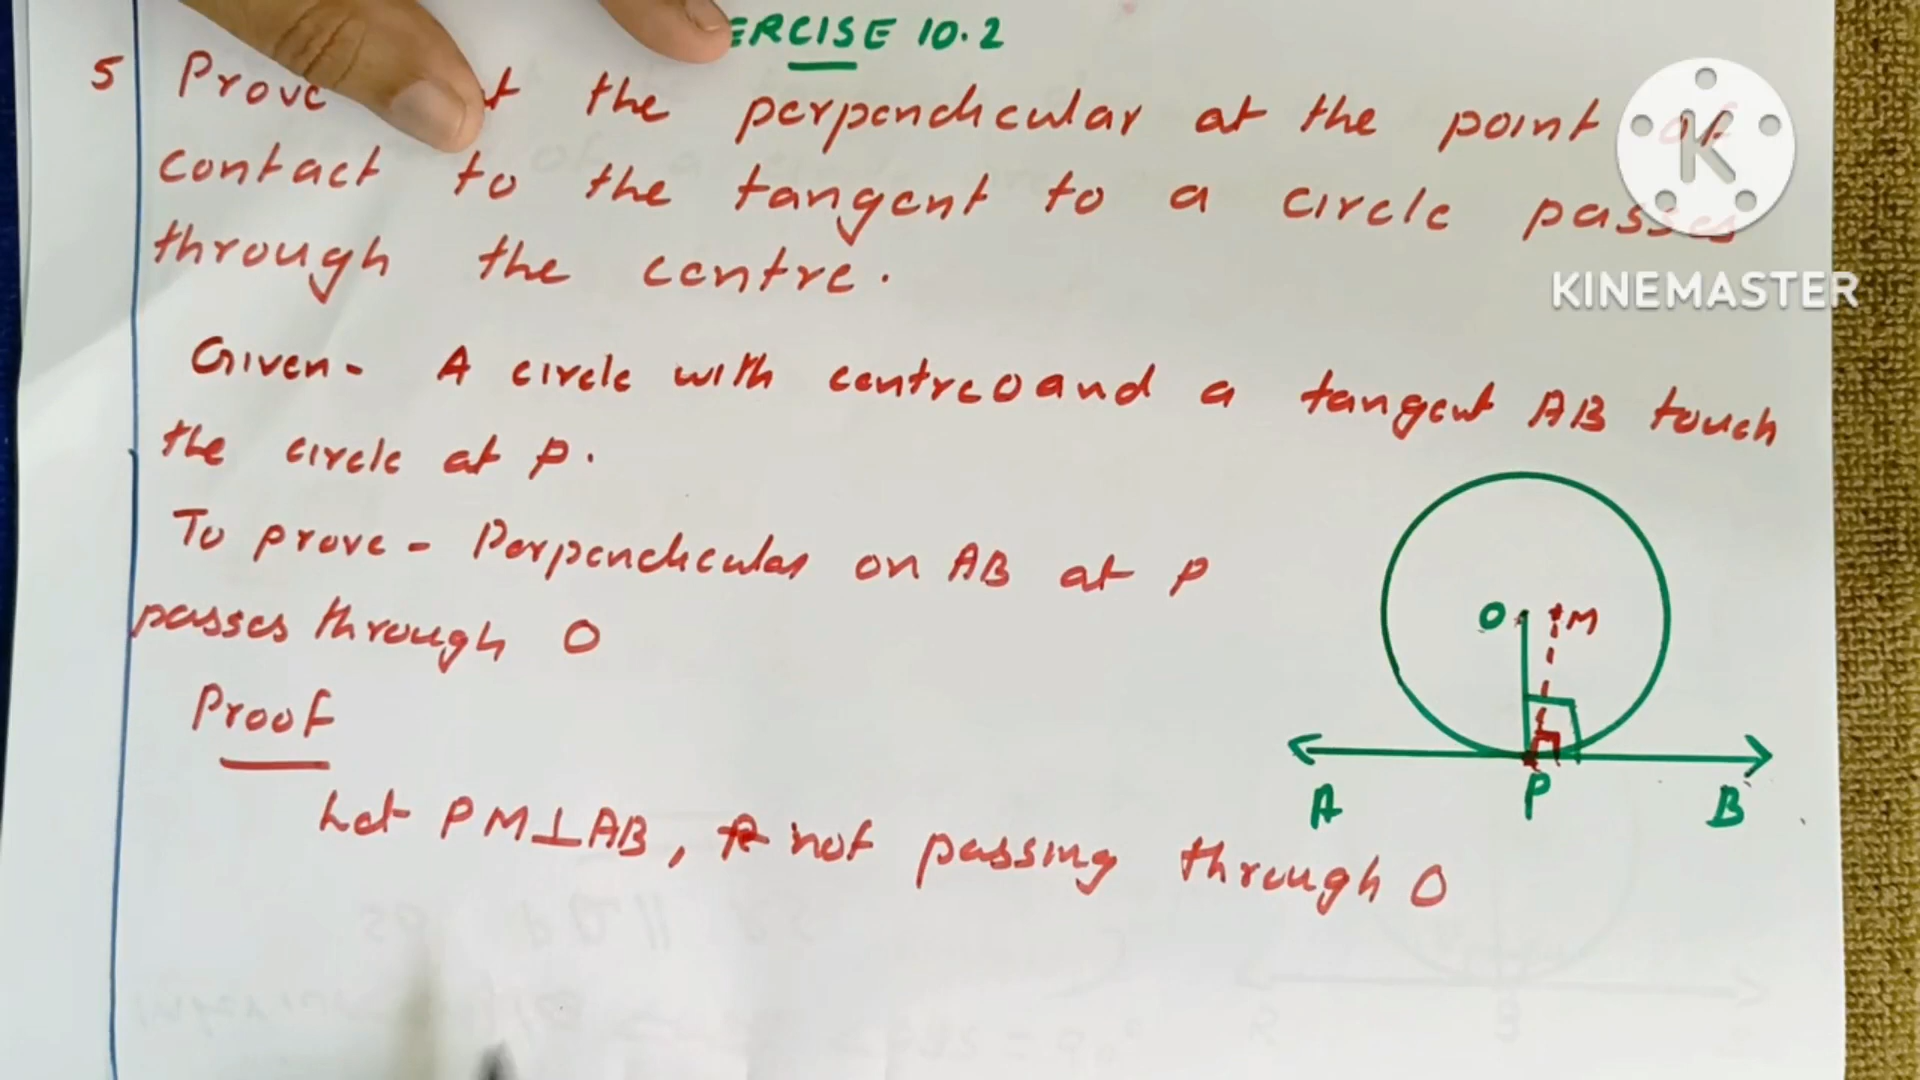 ERCISE 10.2
5 Prove the perpendicular at the point of
contact to the tangent to a circle passes
through the centre.
Given- A circle with centre O and a tangent AB touch
the circle at P.
To prove - Perpendicular on AB at P
passes through O
Proof
Let PM⊥AB, not passing through O
O M
A P B
K
KINEMASTER